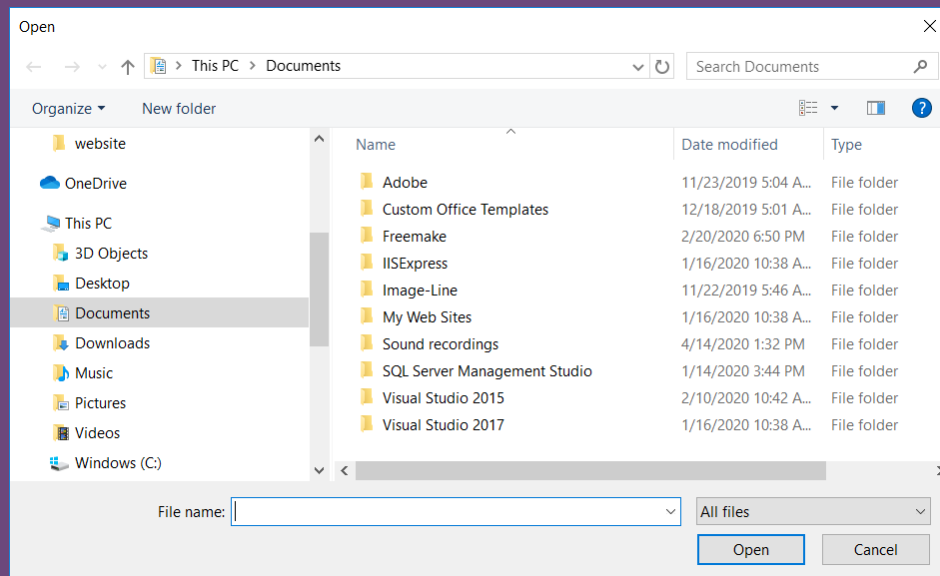 Open
This PC > Documents
Search Documents
Organize
New folder
?
website
OneDrive
This PC
3D Objects
Desktop
Documents
Downloads
Music
Pictures
Videos
Windows (C:)
Name Date modified Type
Adobe 11/23/2019 5:04 A... File folder
Custom Office Templates 12/18/2019 5:01 A... File folder
Freemake 2/20/2020 6:50 PM File folder
IISExpress 1/16/2020 10:38 A... File folder
Image-Line 11/22/2019 5:46 A... File folder
My Web Sites 1/16/2020 10:38 A... File folder
Sound recordings 4/14/2020 1:32 PM File folder
SQL Server Management Studio 1/14/2020 3:44 PM File folder
Visual Studio 2015 2/10/2020 10:42 A... File folder
Visual Studio 2017 1/16/2020 10:38 A... File folder
File name:
All files
Open
Cancel